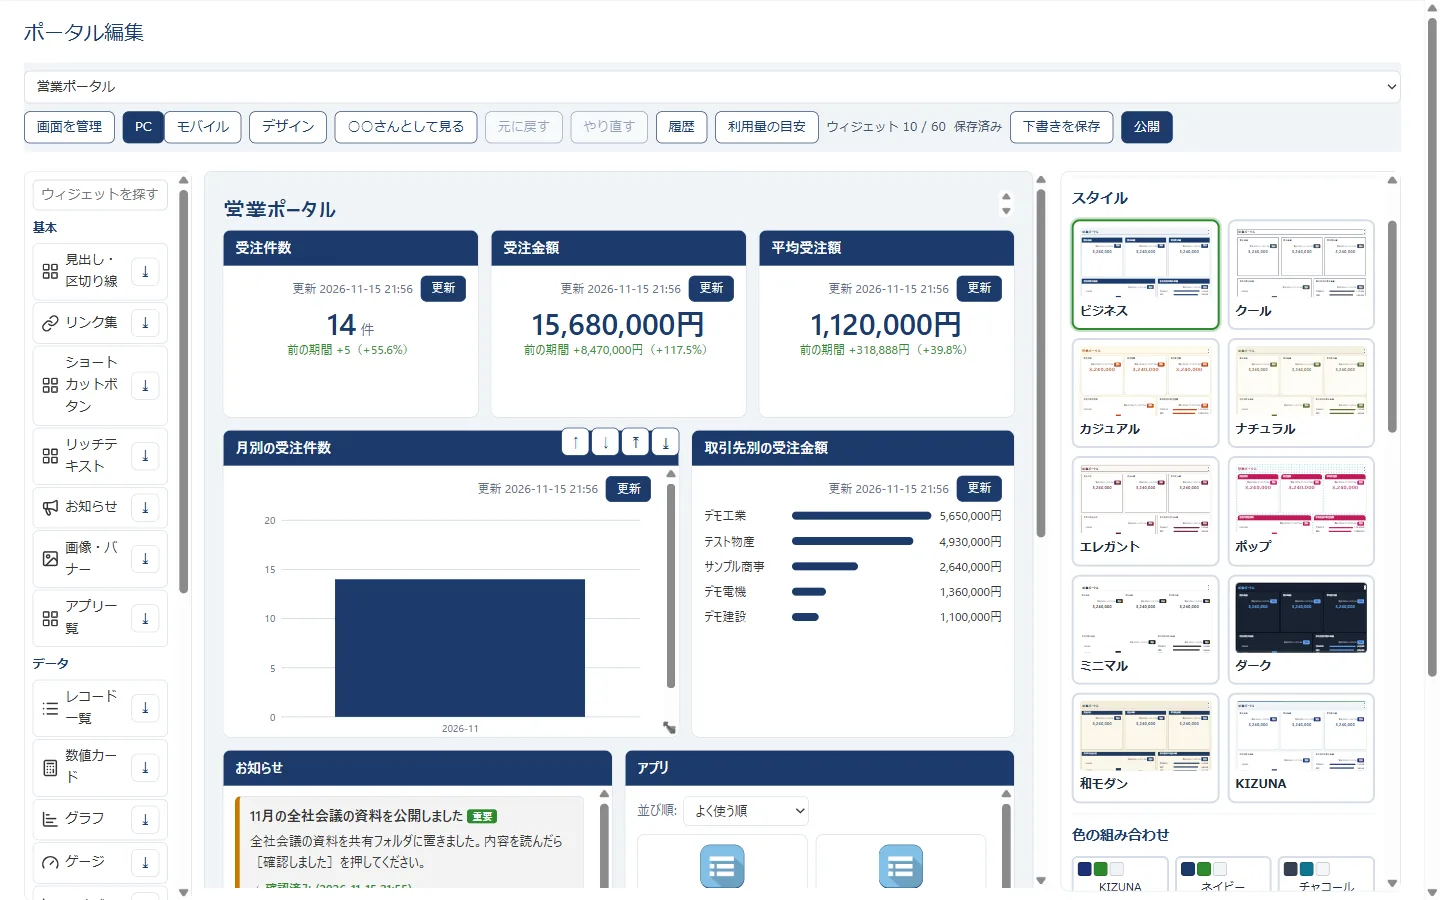 ポータル編集
営業ポータル
画面を管理 PC モバイル デザイン 〇〇さんとして見る 元に戻す やり直す 履歴 利用量の目安 ウィジェット 10 / 60 保存済み 下書きを保存 公開
ウィジェットを探す
基本
見出し・
区切り線
リンク集
ショート
カットボ
タン
リッチテ
キスト
お知らせ
画像・バ
ナー
アプリ一
覧
データ
レコード
一覧
数値カー
ド
グラフ
ゲージ
営業ポータル
受注件数
更新 2026-11-15 21:56 更新
14 件
前の期間 +5（+55.6%）
受注金額
更新 2026-11-15 21:56 更新
15,680,000円
前の期間 +8,470,000円（+117.5%）
平均受注額
更新 2026-11-15 21:56 更新
1,120,000円
前の期間 +318,888円（+39.8%）
月別の受注件数
↑ ↓ ⤒ ⤓
更新 2026-11-15 21:56 更新
20
15
10
5
0
2026-11
取引先別の受注金額
更新 2026-11-15 21:56 更新
デモ工業 5,650,000円
テスト物産 4,930,000円
サンプル商事 2,640,000円
デモ電機 1,360,000円
デモ建設 1,100,000円
お知らせ
11月の全社会議の資料を公開しました 重要
全社会議の資料を共有フォルダに置きました。内容を読んだら
［確認しました］を押してください。
✓ 確認済み (2026-11-15 21:55)
アプリ
並び順: よく使う順
スタイル
ビジネス
クール
カジュアル
ナチュラル
エレガント
ポップ
ミニマル
ダーク
和モダン
KIZUNA
色の組み合わせ
KIZUNA
ネイビー
チャコール